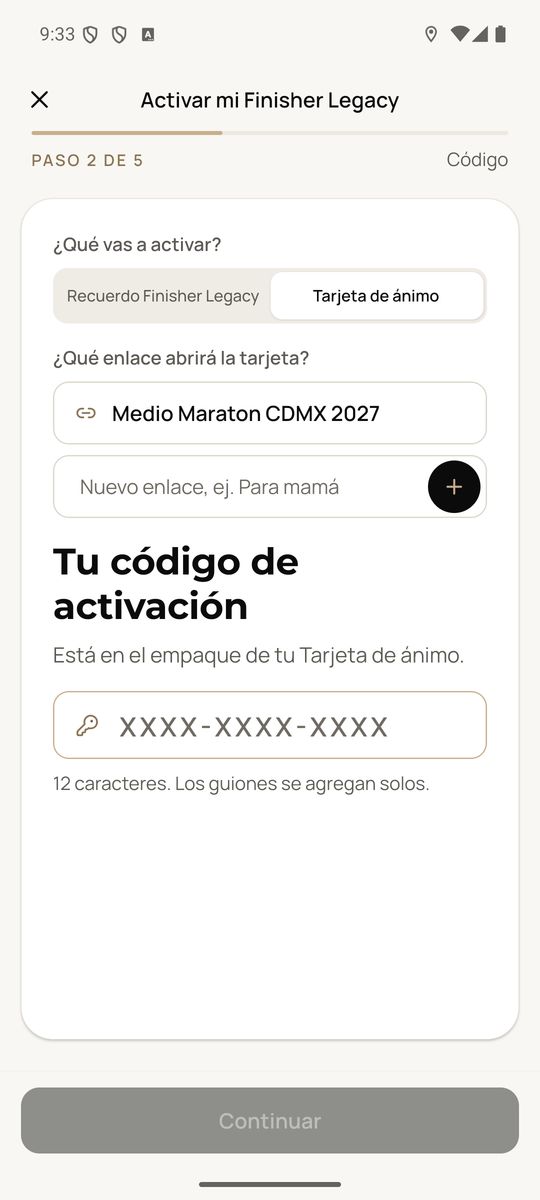 9:33
Activar mi Finisher Legacy
PASO 2 DE 5
Código
¿Qué vas a activar?
Recuerdo Finisher Legacy
Tarjeta de ánimo
¿Qué enlace abrirá la tarjeta?
Medio Maraton CDMX 2027
Nuevo enlace, ej. Para mamá
Tu código de
activación
Está en el empaque de tu Tarjeta de ánimo.
XXXX-XXXX-XXXX
12 caracteres. Los guiones se agregan solos.
Continuar